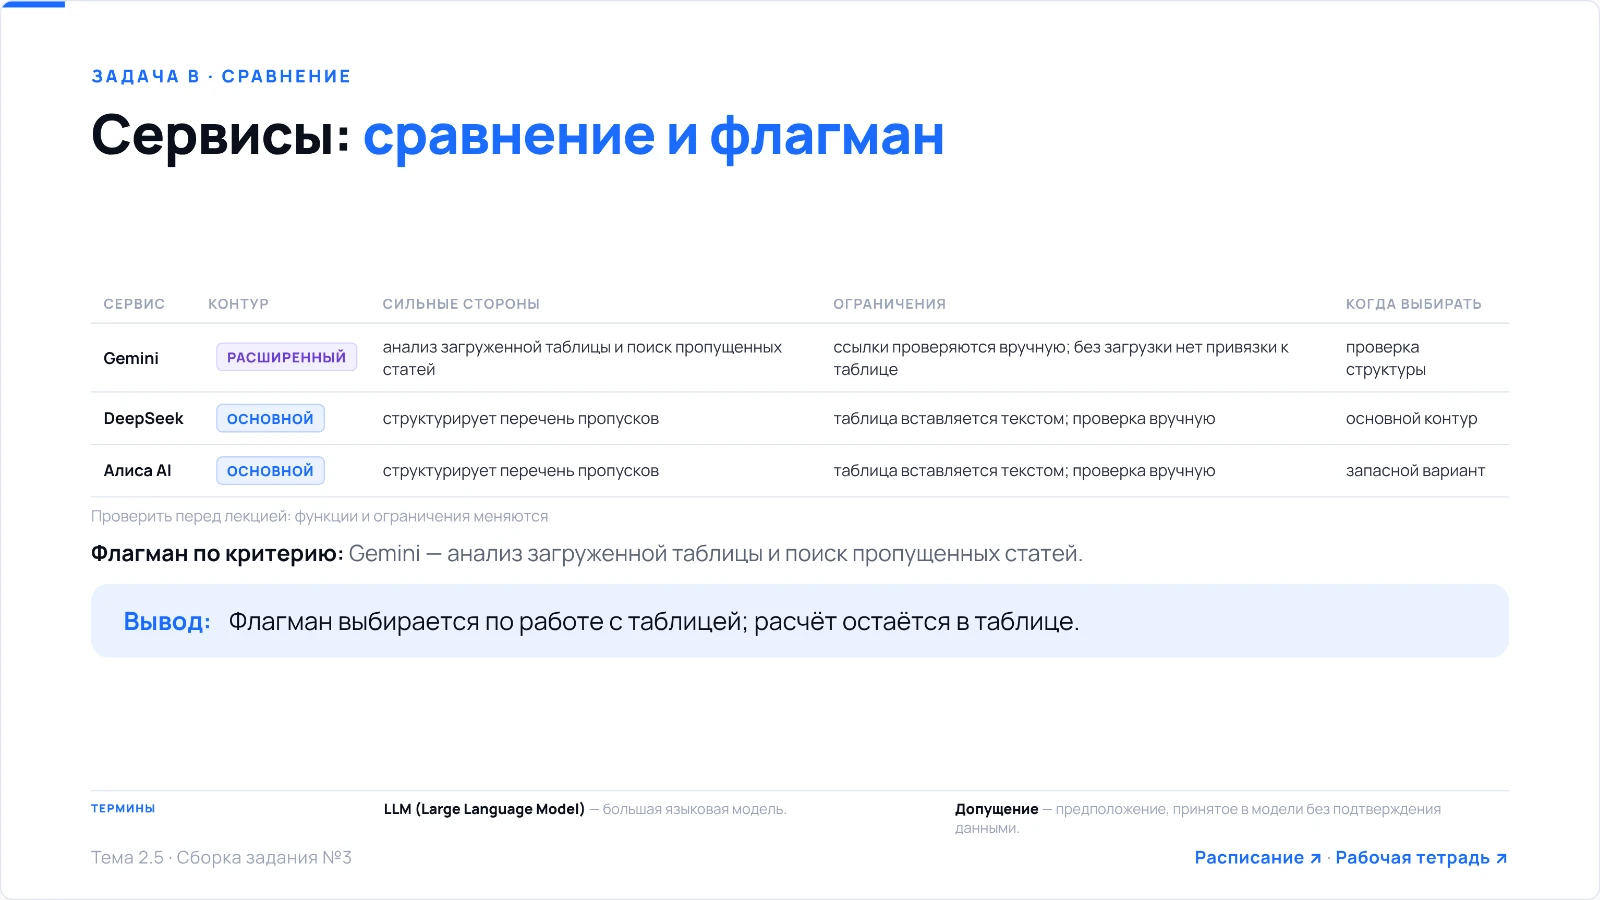 ЗАДАЧА В · СРАВНЕНИЕ
Сервисы: сравнение и флагман
СЕРВИС КОНТУР СИЛЬНЫЕ СТОРОНЫ ОГРАНИЧЕНИЯ КОГДА ВЫБИРАТЬ
Gemini РАСШИРЕННЫЙ анализ загруженной таблицы и поиск пропущенных ссылки проверяются вручную; без загрузки нет привязки к проверка
статей таблице структуры
DeepSeek ОСНОВНОЙ структурирует перечень пропусков таблица вставляется текстом; проверка вручную основной контур
Алиса AI ОСНОВНОЙ структурирует перечень пропусков таблица вставляется текстом; проверка вручную запасной вариант
Проверить перед лекцией: функции и ограничения меняются
Флагман по критерию: Gemini — анализ загруженной таблицы и поиск пропущенных статей.
Вывод: Флагман выбирается по работе с таблицей; расчёт остаётся в таблице.
ТЕРМИНЫ LLM (Large Language Model) — большая языковая модель. Допущение — предположение, принятое в модели без подтверждения
данными.
Тема 2.5 · Сборка задания №3 Расписание ↗ · Рабочая тетрадь ↗